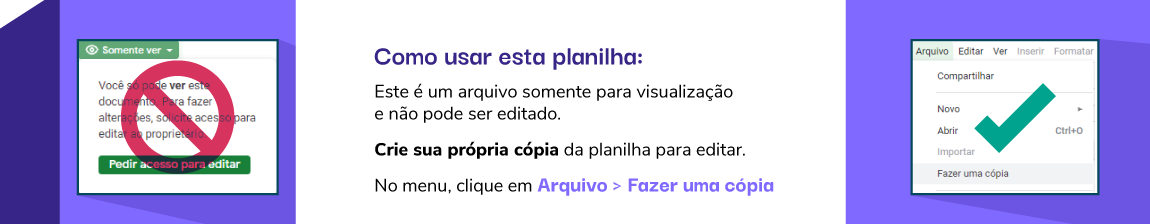 Somente ver
Você só pode ver este
documento. Para fazer
alterações, solicite acesso para
editar ao proprietário.
Pedir acesso para editar
Como usar esta planilha:
Este é um arquivo somente para visualização
e não pode ser editado.
Crie sua própria cópia da planilha para editar.
No menu, clique em Arquivo > Fazer uma cópia
Arquivo Editar Ver Inserir Formatar
Compartilhar
Novo ►
Abrir Ctrl+O
Importar
Fazer uma cópia